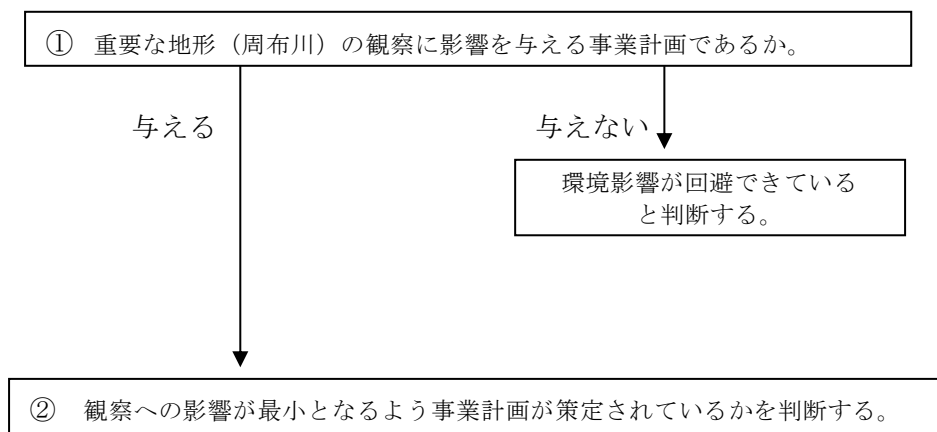 ① 重要な地形（周布川）の観察に影響を与える事業計画であるか。
与える
与えない
環境影響が回避できている
と判断する。
② 観察への影響が最小となるよう事業計画が策定されているかを判断する。